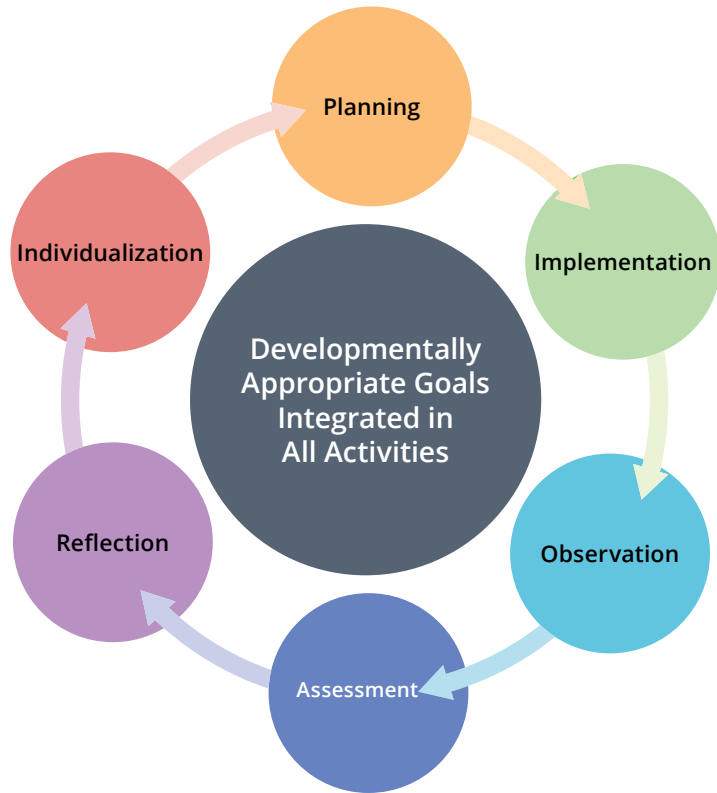 Planning
Implementation
Observation
Assessment
Reflection
Individualization
Developmentally
Appropriate Goals
Integrated in
All Activities